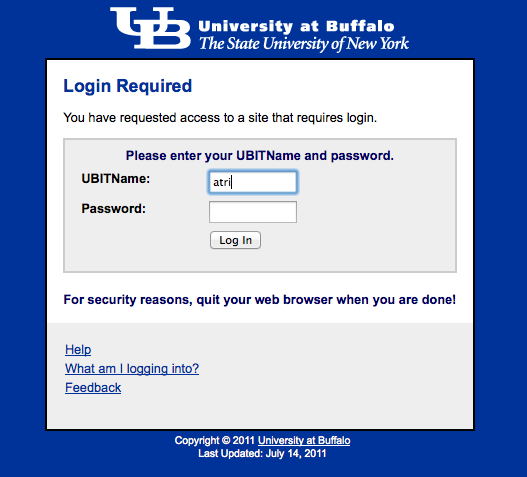 UB
University at Buffalo
The State University of New York
Login Required
You have requested access to a site that requires login.
Please enter your UBITName and password.
UBITName: atri
Password:
Log In
For security reasons, quit your web browser when you are done!
Help
What am I logging into?
Feedback
Copyright © 2011 University at Buffalo
Last Updated: July 14, 2011